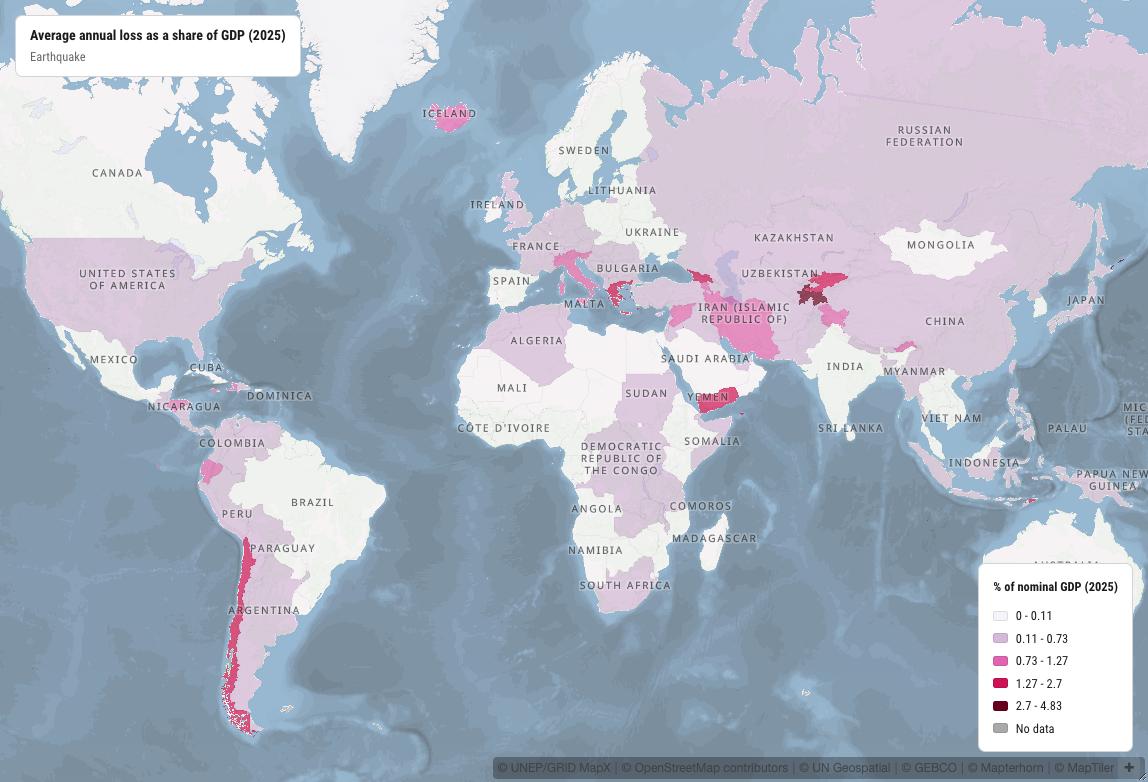 Average annual loss as a share of GDP (2025)
Earthquake
ICELAND
RUSSIAN
FEDERATION
SWEDEN
CANADA
LITHUANIA
IRELAND
UKRAINE
KAZAKHSTAN
FRANCE
MONGOLIA
BULGARIA
UNITED STATES
OF AMERICA
UZBEKISTAN
SPAIN
MALTA
JAPAN
IRAN (ISLAMIC
REPUBLIC OF)
CHINA
ALGERIA
MEXICO
SAUDI ARABIA
CUBA
INDIA
MYANMAR
MALI
SUDAN
DOMINICA
YEMEN
NICARAGUA
MIC
(FED
STA
CÔTE D'IVOIRE
SRI LANKA
VIET NAM
PALAU
COLOMBIA
SOMALIA
DEMOCRATIC
REPUBLIC OF
THE CONGO
INDONESIA
PAPUA NEW
GUINEA
BRAZIL
PERU
ANGOLA
COMOROS
MADAGASCAR
PARAGUAY
NAMIBIA
AUSTRALIA
SOUTH AFRICA
ARGENTINA
% of nominal GDP (2025)
0 - 0.11
0.11 - 0.73
0.73 - 1.27
1.27 - 2.7
2.7 - 4.83
No data
© UNEP/GRID MapX | © OpenStreetMap contributors | © UN Geospatial | © GEBCO | © Mapterhorn | © MapTiler +